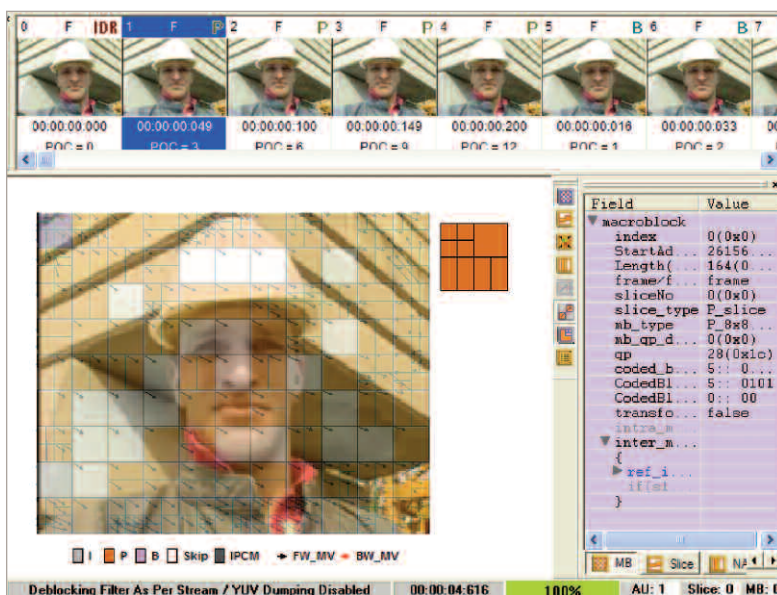 0 F IDR 1 F P 2 F P 3 F P 4 F P 5 F B 6 F B 7
00:00:00.000 00:00:00.049 00:00:00.100 00:00:00.149 00:00:00.200 00:00:00.016 00:00:00.033
POC = 0 POC = 3 POC = 6 POC = 9 POC = 12 POC = 1 POC = 2
Field Value
macroblock
index 0(0x0)
StartAd... 26156...
Length(... 164(0...
frame/f... frame
sliceNo 0(0x0)
slice_type P_slice
mb_type P_8x8...
mb_qp_d... 0(0x0)
qp 28(0x1c)
coded_b... 5:: 0...
CodedBl... 5:: 0101
CodedBl... 0:: 00
transfo... false
intra_m
inter_m...
{
ref_i...
}
I P B Skip IPCM FW_MV BW_MV
MB Slice NA
Deblocking Filter As Per Stream / YUV Dumping Disabled 00:00:04:616 100% AU: 1 Slice: 0 MB: